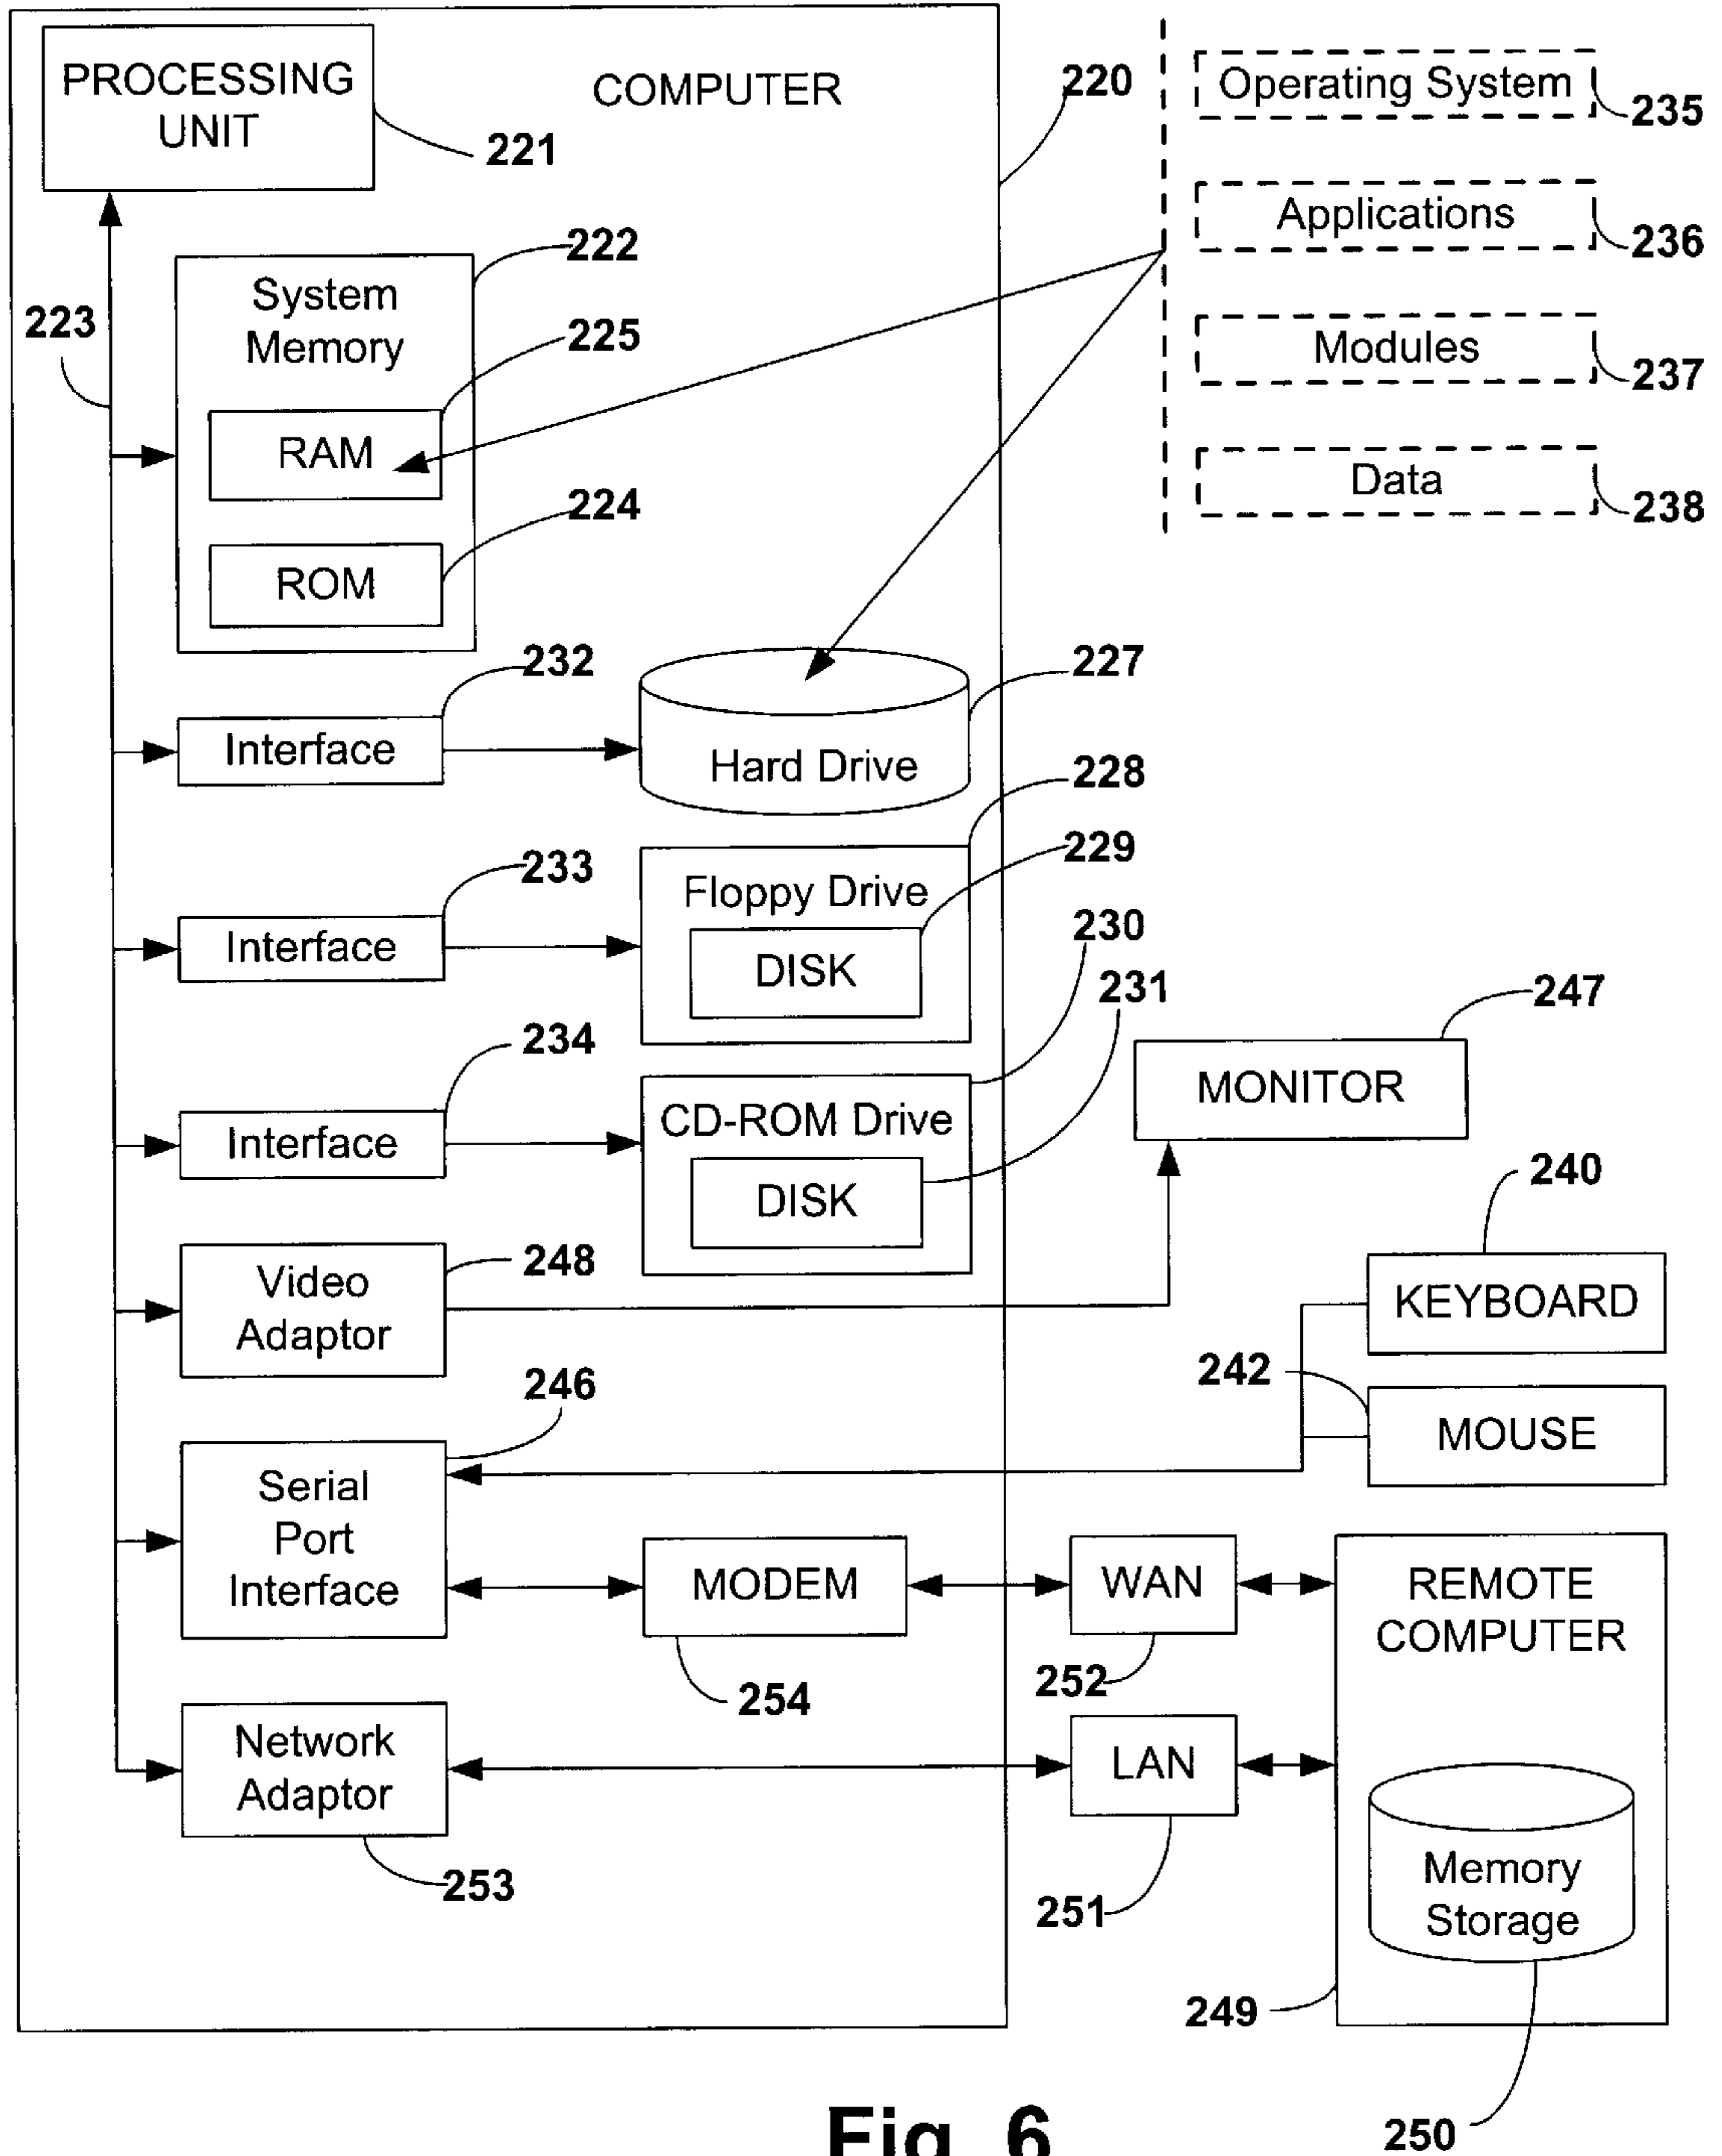 PROCESSING
UNIT
COMPUTER
220
221
Operating System
235
Applications
236
Modules
237
Data
238
223
222
System
Memory
225
RAM
224
ROM
232
Interface
227
Hard Drive
228
233
Interface
229
Floppy Drive
DISK
230
231
234
Interface
CD-ROM Drive
DISK
247
MONITOR
240
KEYBOARD
242
MOUSE
248
Video
Adaptor
246
Serial
Port
Interface
MODEM
254
WAN
252
REMOTE
COMPUTER
Network
Adaptor
253
LAN
251
Memory
Storage
249
250
Fig. 6